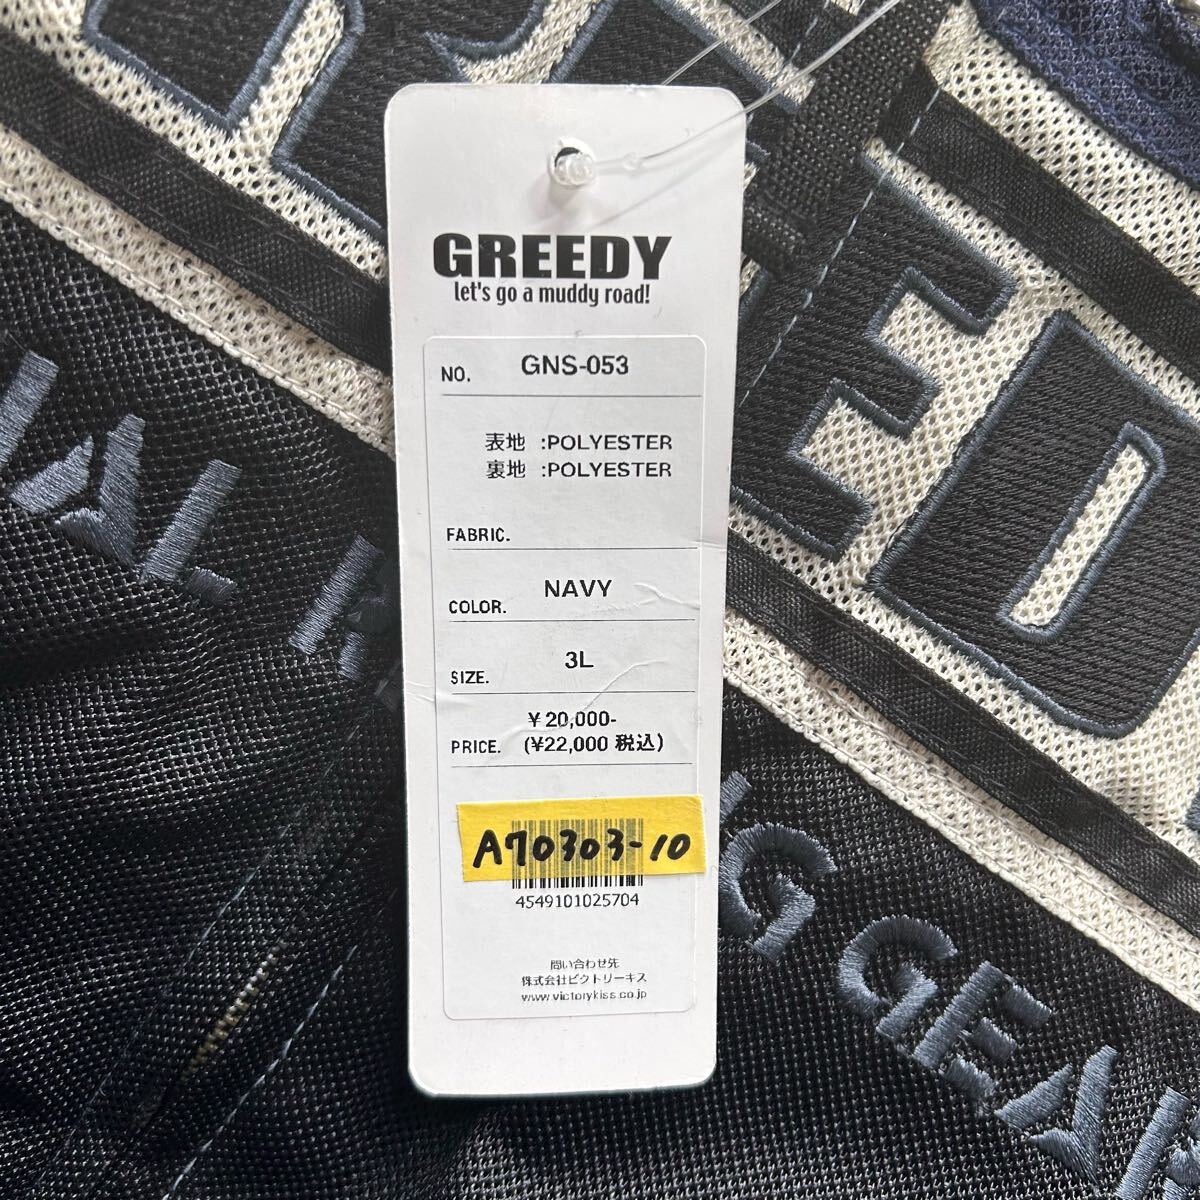 GREEDY
let's go a muddy road!
NO. GNS-053
表地 :POLYESTER
裏地 :POLYESTER
FABRIC.
COLOR. NAVY
SIZE. 3L
¥20,000-
PRICE. (¥22,000 税込)
A70303-10
4549101025704
問い合わせ先
株式会社ビクトリーキス
www.victorykiss.co.jp